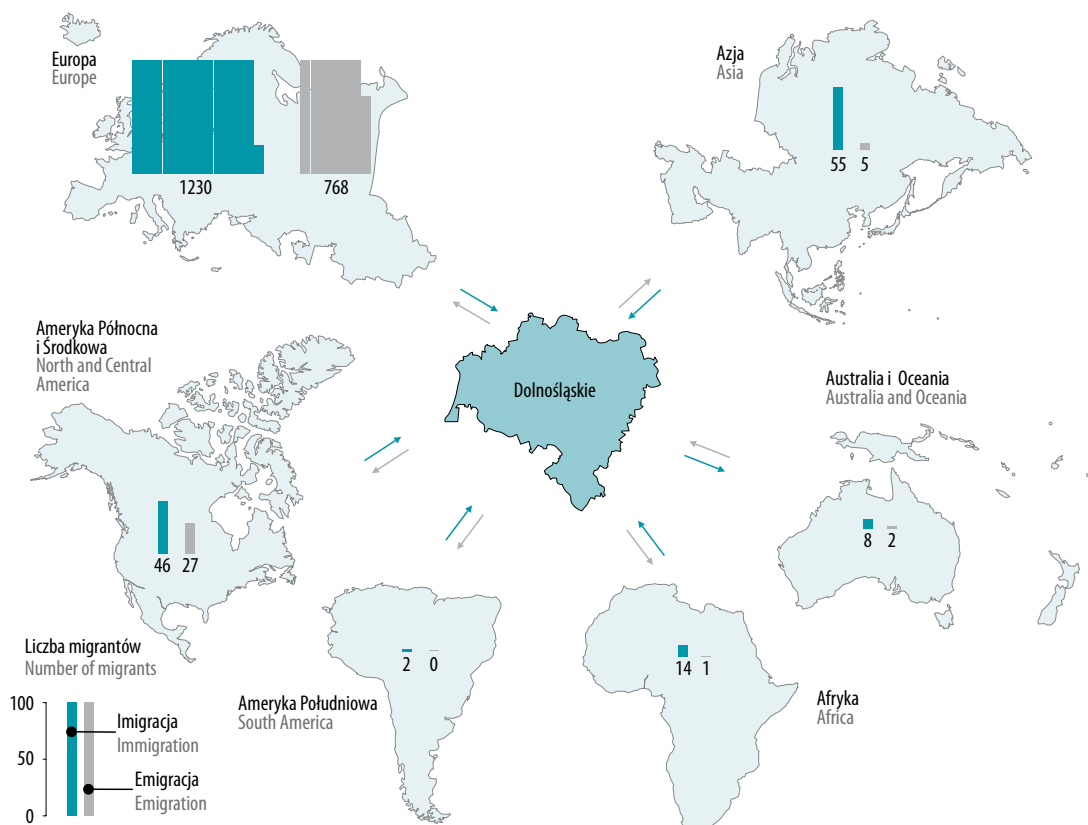 Europa
Europe
1230
768
Azja
Asia
55
5
Ameryka Północna
i Środkowa
North and Central
America
46
27
Dolnośląskie
Australia i Oceania
Australia and Oceania
8
2
Liczba migrantów
Number of migrants
100
50
0
Imigracja
Immigration
Emigracja
Emigration
Ameryka Południowa
South America
2
0
14
1
Afryka
Africa